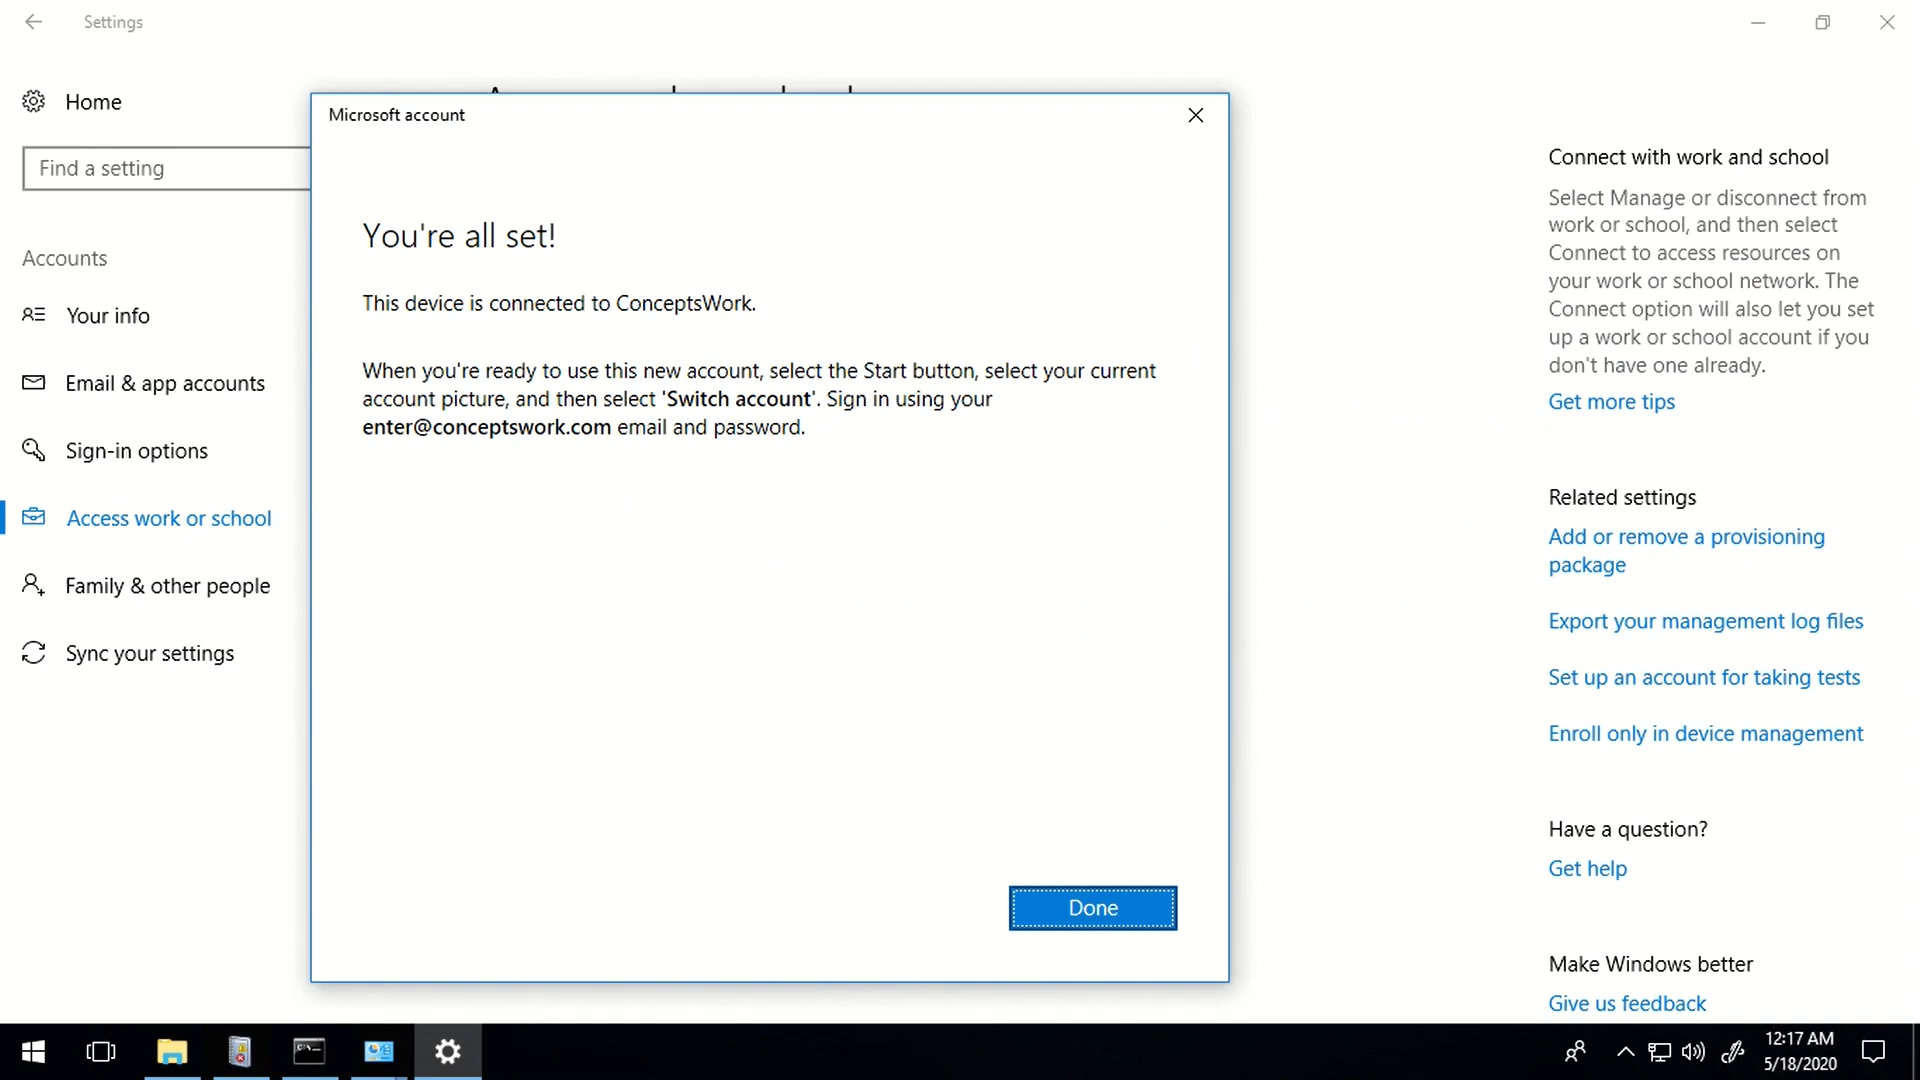 Settings
Home
Find a setting
Accounts
Your info
Email & app accounts
Sign-in options
Access work or school
Family & other people
Sync your settings
Microsoft account
You're all set!
This device is connected to ConceptsWork.
When you're ready to use this new account, select the Start button, select your current
account picture, and then select 'Switch account'. Sign in using your
enter@conceptswork.com email and password.
Done
Connect with work and school
Select Manage or disconnect from
work or school, and then select
Connect to access resources on
your work or school network. The
Connect option will also let you set
up a work or school account if you
don't have one already.
Get more tips
Related settings
Add or remove a provisioning
package
Export your management log files
Set up an account for taking tests
Enroll only in device management
Have a question?
Get help
Make Windows better
Give us feedback
12:17 AM
5/18/2020